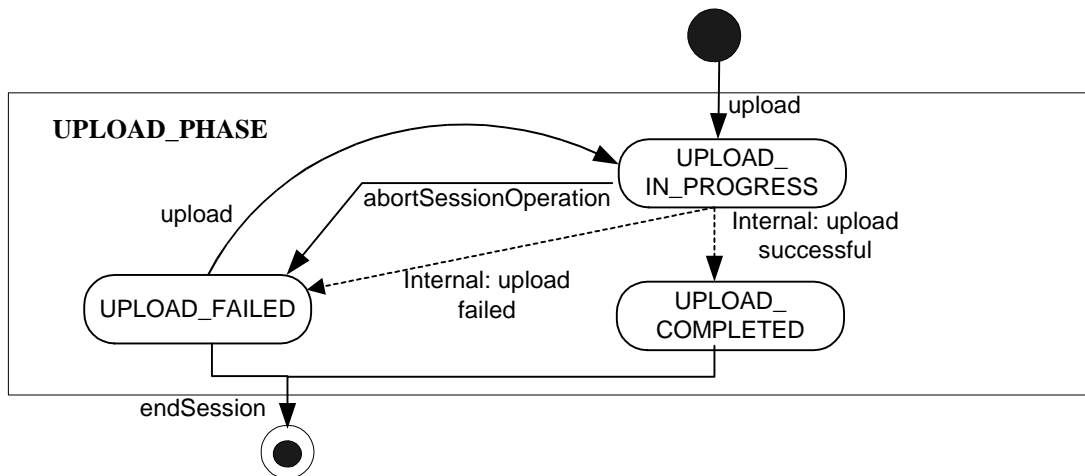 upload
UPLOAD_PHASE
UPLOAD_
IN_PROGRESS
abortSessionOperation
upload
Internal: upload
successful
Internal: upload
failed
UPLOAD_FAILED
UPLOAD_
COMPLETED
endSession